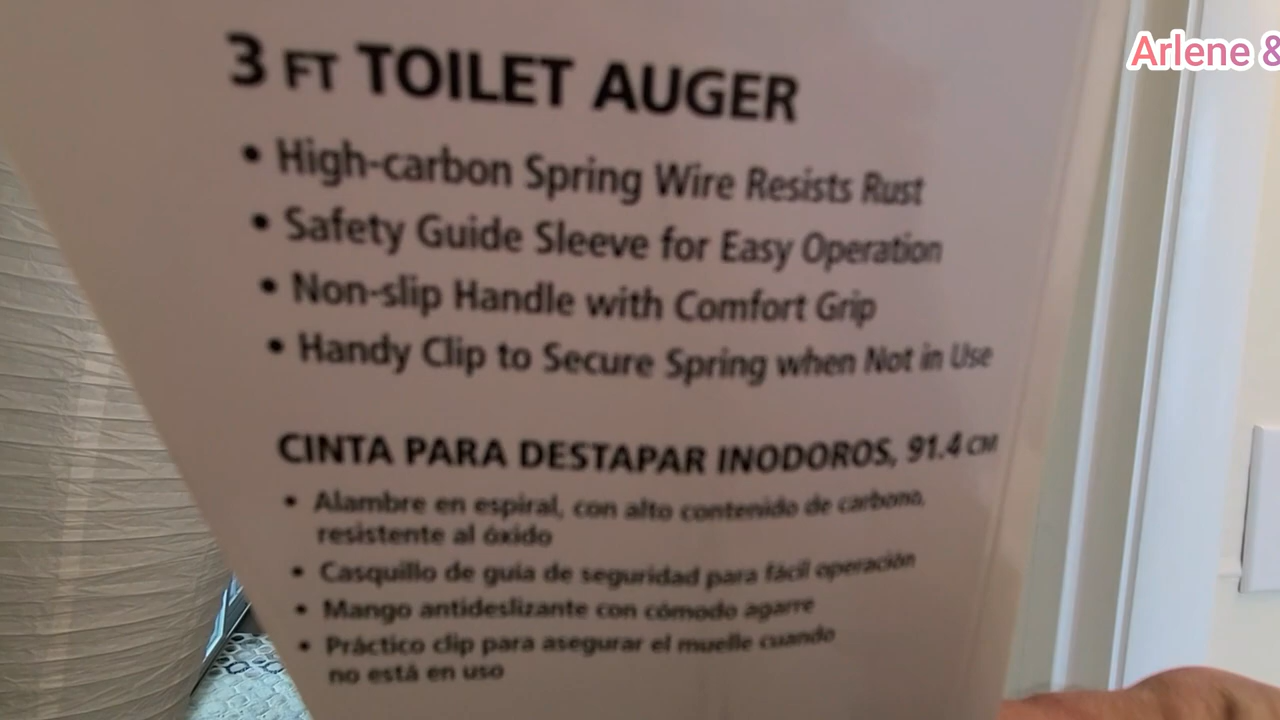 Arlene &
3 FT TOILET AUGER
• High-carbon Spring Wire Resists Rust
• Safety Guide Sleeve for Easy Operation
• Non-slip Handle with Comfort Grip
• Handy Clip to Secure Spring when Not in Use
CINTA PARA DESTAPAR INODOROS, 91.4 CM
• Alambre en espiral, con alto contenido de carbono,
resistente al óxido
• Casquillo de guía de seguridad para fácil operación
• Mango antideslizante con cómodo agarre
• Práctico clip para asegurar el muelle cuando
no está en uso